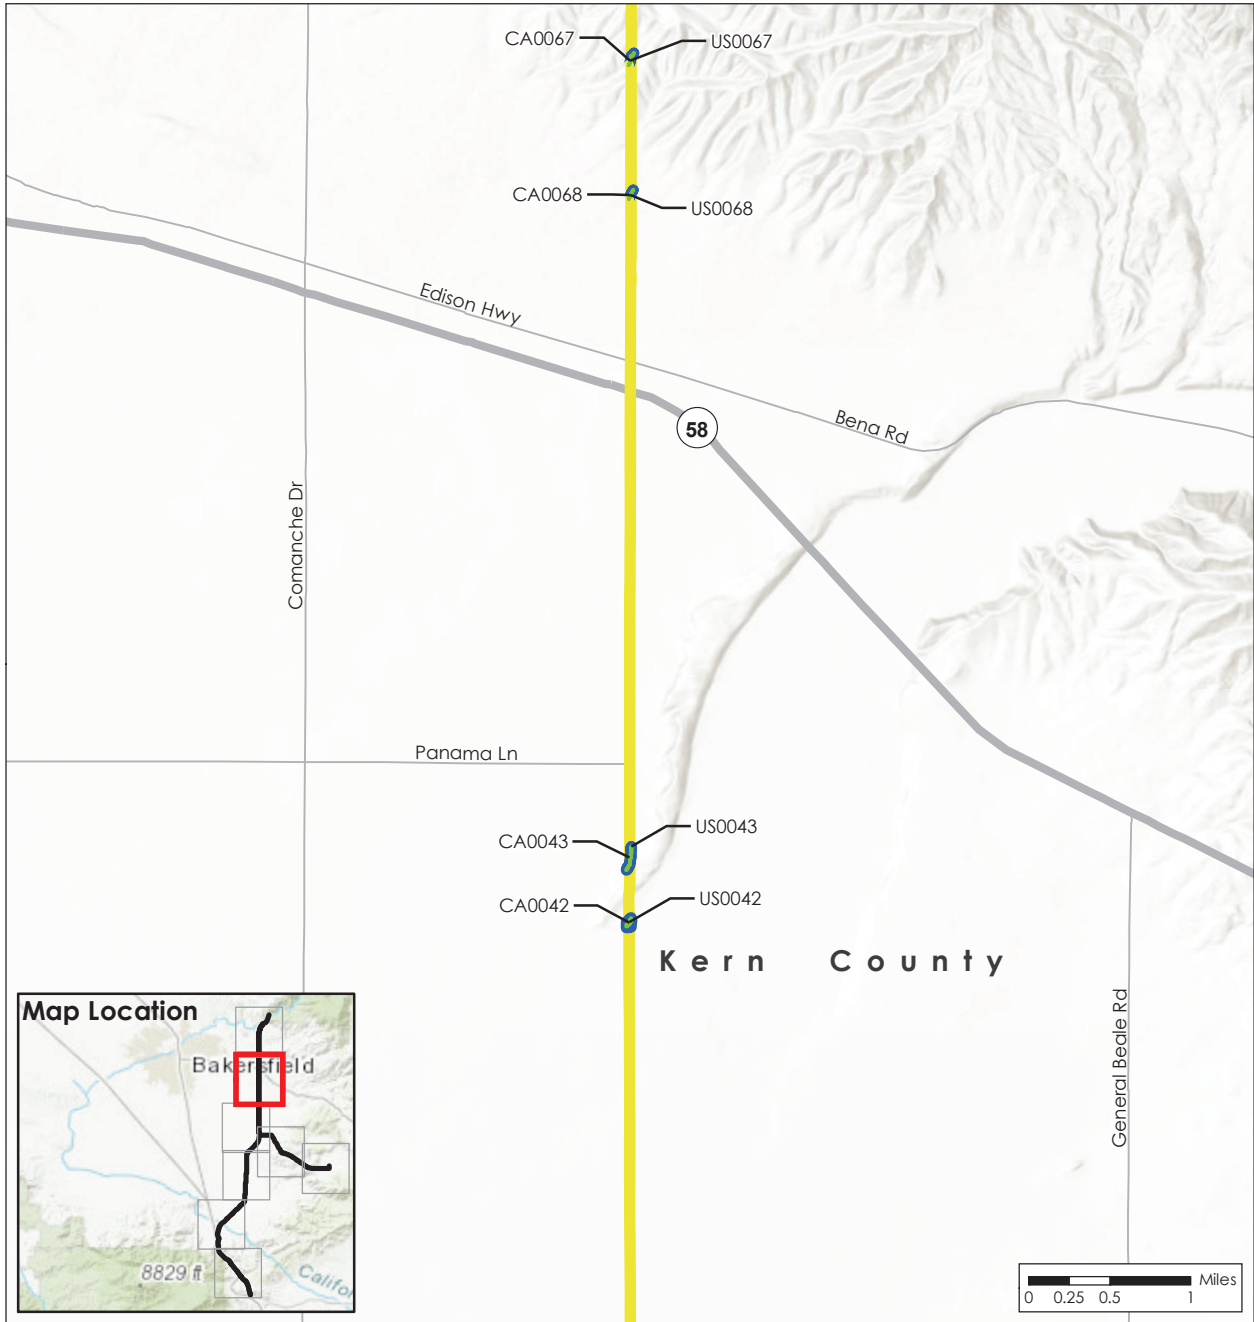 CA0067
US0067
CA0068
US0068
Edison Hwy
58
Bena Rd
Comanche Dr
Panama Ln
CA0043
US0043
CA0042
US0042
Kern County
General Beale Rd
Map Location
Bakersfield
8829 ft
Califo
Miles
0 0.25 0.5 1